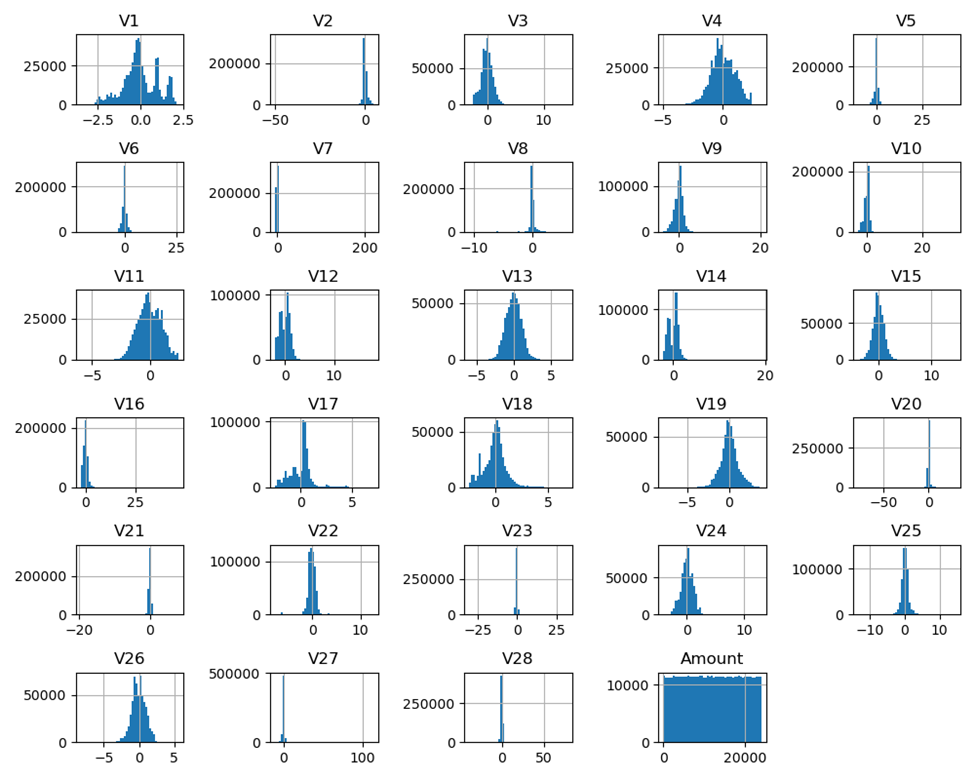 V1 V2 V3 V4 V5
25000 0 −2.5 0.0 2.5
200000 0 −50 0
50000 0 0 10
25000 0 −5 0
200000 0 0 25
V6 V7 V8 V9 V10
200000 0 0 25
200000 0 0 200
200000 0 −10 0
100000 0 0 20
200000 0 0 20
V11 V12 V13 V14 V15
25000 0 −5 0
100000 0 0 10
50000 0 −5 0 5
100000 0 0 20
50000 0 0 10
V16 V17 V18 V19 V20
200000 0 0 25
100000 0 0 5
50000 0 0 5
50000 0 −5 0
250000 0 −50 0
V21 V22 V23 V24 V25
200000 0 −20 0
100000 0 0 10
250000 0 −25 0 25
50000 0 0 10
100000 0 −10 0 10
V26 V27 V28 Amount
50000 0 −5 0 5
500000 250000 0 0 100
250000 0 0 50
10000 0 0 20000